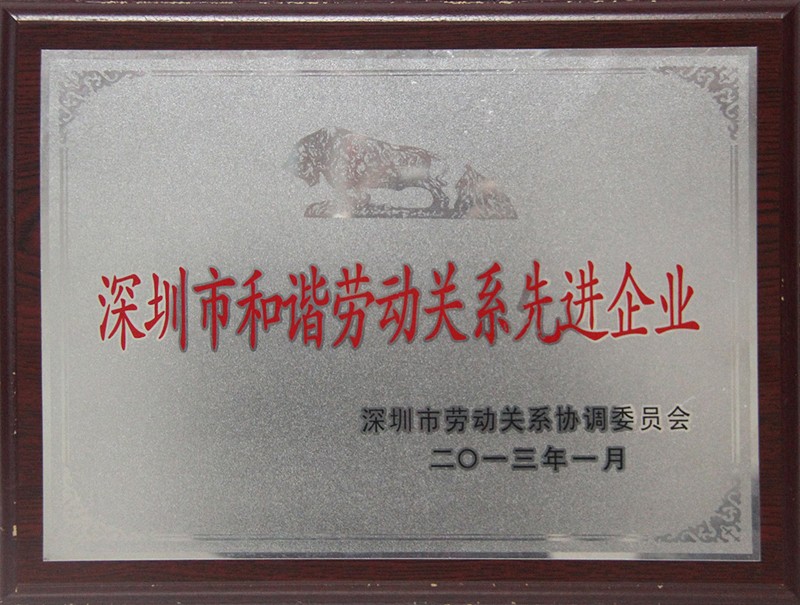 深圳市和谐劳动关系先进企业
深圳市劳动关系协调委员会
二〇一三年一月